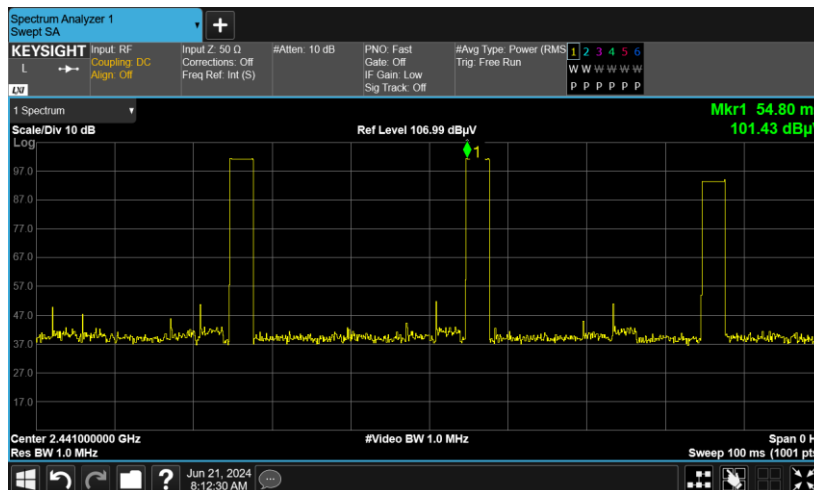 Spectrum Analyzer 1
Swept SA
KEYSIGHT
L
LXI
Input: RF
Coupling: DC
Align: Off
Input Z: 50 Ω
Corrections: Off
Freq Ref: Int (S)
#Atten: 10 dB
PNO: Fast
Gate: Off
IF Gain: Low
Sig Track: Off
#Avg Type: Power (RMS
Trig: Free Run
1 2 3 4 5 6
W W W W W W
P P P P P P
1 Spectrum
Scale/Div 10 dB
Ref Level 106.99 dBµV
Mkr1 54.80 m
101.43 dBµV
Log
1
97.0
87.0
77.0
67.0
57.0
47.0
37.0
27.0
17.0
Center 2.441000000 GHz
Res BW 1.0 MHz
#Video BW 1.0 MHz
Span 0 H
Sweep 100 ms (1001 pts
?
Jun 21, 2024
8:12:30 AM